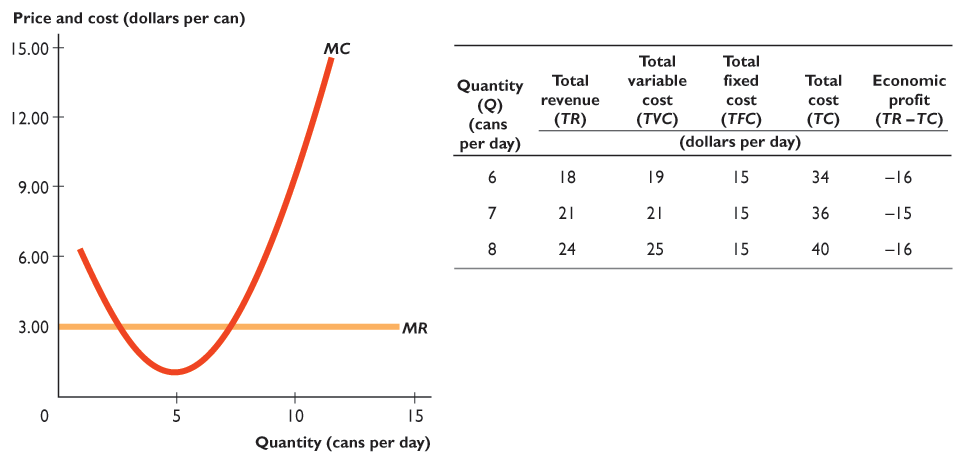 Price and cost (dollars per can)
15.00
12.00
9.00
6.00
3.00
0
5
10
15
MC
MR
Quantity (cans per day)
Quantity
(Q)
(cans
per day)
Total
revenue
(TR)
Total
variable
cost
(TVC)
Total
fixed
cost
(TFC)
Total
cost
(TC)
Economic
profit
(TR – TC)
(dollars per day)
6 18 19 15 34 –16
7 21 21 15 36 –15
8 24 25 15 40 –16